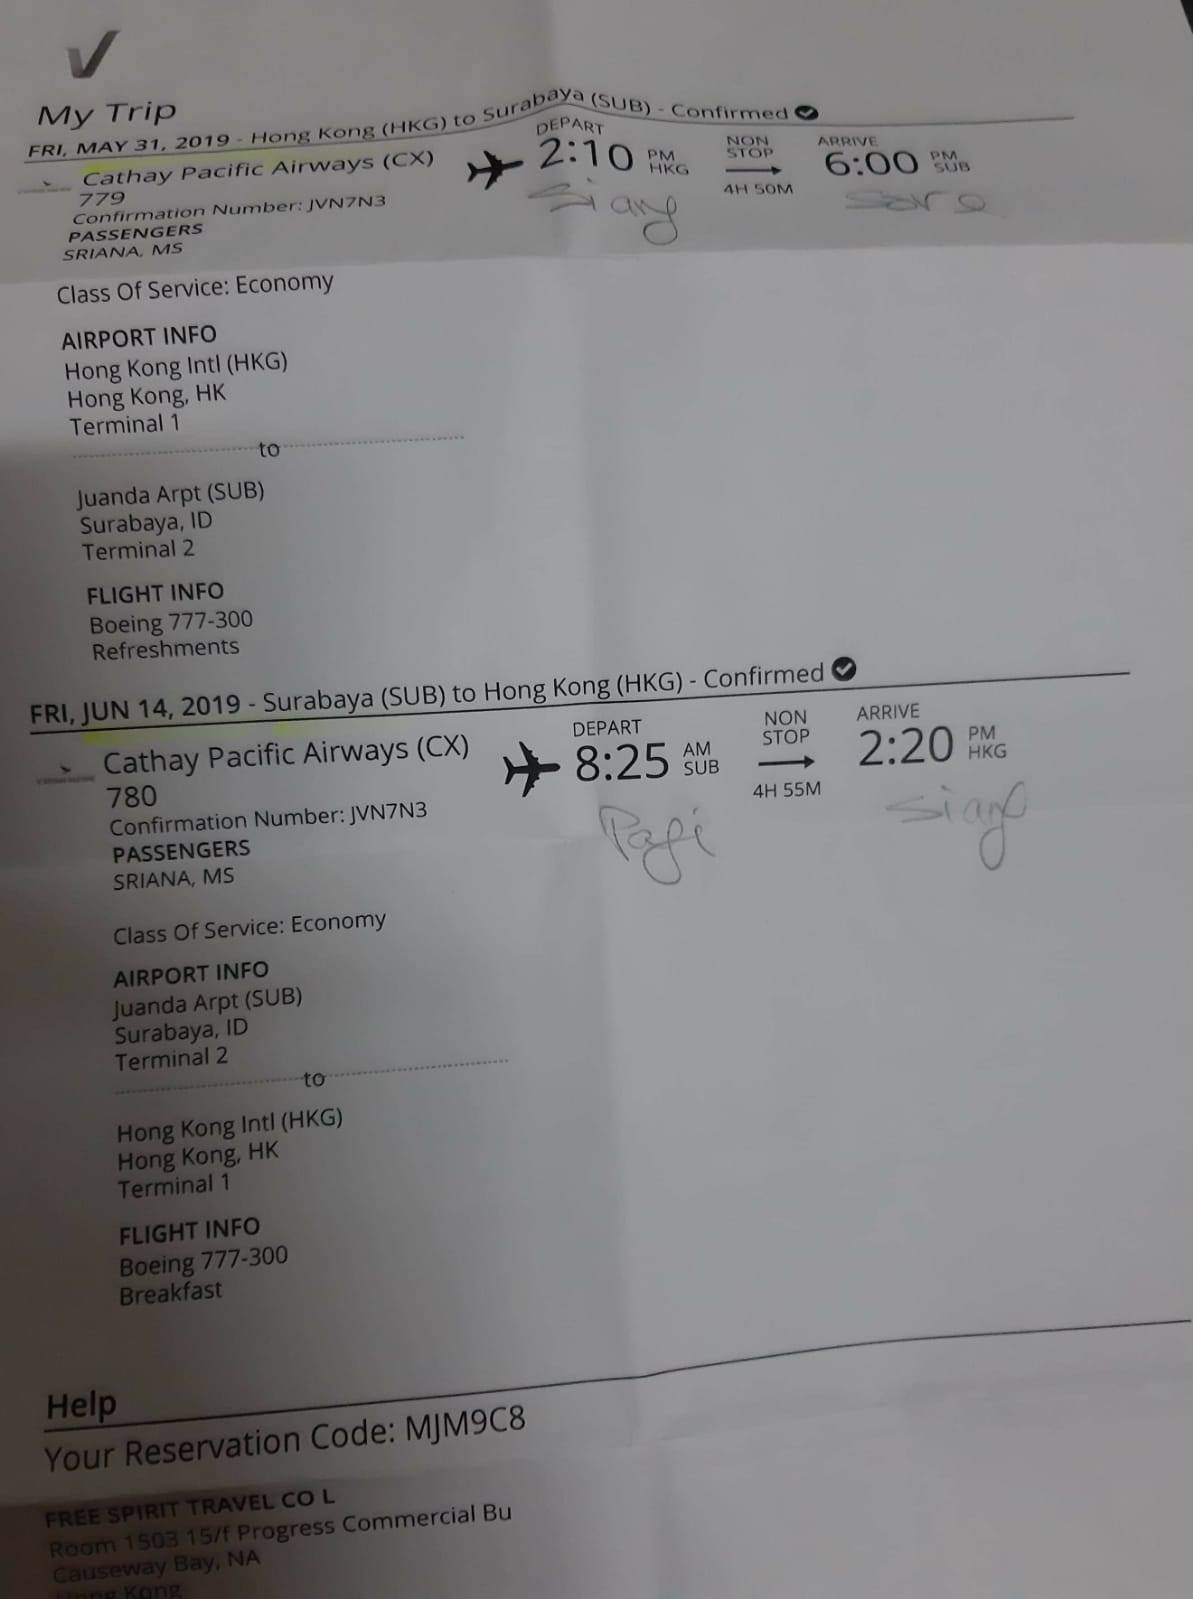 My Trip
FRI, MAY 31, 2019 - Hong Kong (HKG) to Surabaya (SUB) - Confirmed
Cathay Pacific Airways (CX)
779
Confirmation Number: JVN7N3
PASSENGERS
SRIANA, MS
DEPART
2:10 PM HKG
NON STOP
4H 50M
ARRIVE
6:00 PM SUB
Siang
Sore
Class Of Service: Economy
AIRPORT INFO
Hong Kong Intl (HKG)
Hong Kong, HK
Terminal 1
to
Juanda Arpt (SUB)
Surabaya, ID
Terminal 2
FLIGHT INFO
Boeing 777-300
Refreshments
FRI, JUN 14, 2019 - Surabaya (SUB) to Hong Kong (HKG) - Confirmed
Cathay Pacific Airways (CX)
780
Confirmation Number: JVN7N3
PASSENGERS
SRIANA, MS
DEPART
8:25 AM SUB
NON STOP
4H 55M
ARRIVE
2:20 PM HKG
Pagi
Siang
Class Of Service: Economy
AIRPORT INFO
Juanda Arpt (SUB)
Surabaya, ID
Terminal 2
to
Hong Kong Intl (HKG)
Hong Kong, HK
Terminal 1
FLIGHT INFO
Boeing 777-300
Breakfast
Help
Your Reservation Code: MJM9C8
FREE SPIRIT TRAVEL CO L
Room 1503 15/f Progress Commercial Bu
Causeway Bay, NA
Hong Kong